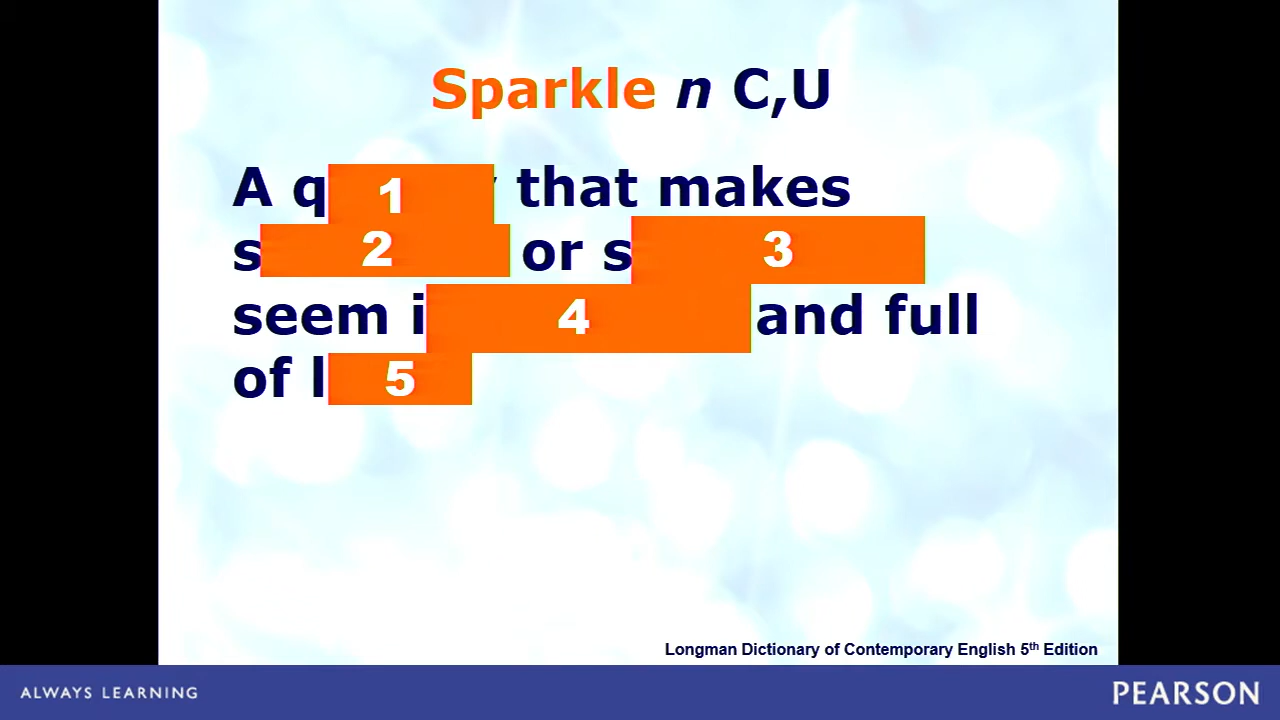 Sparkle n C,U
A q 1 that makes
s 2 or s 3
seem i 4 and full
of l 5
Longman Dictionary of Contemporary English 5th Edition
ALWAYS LEARNING
PEARSON